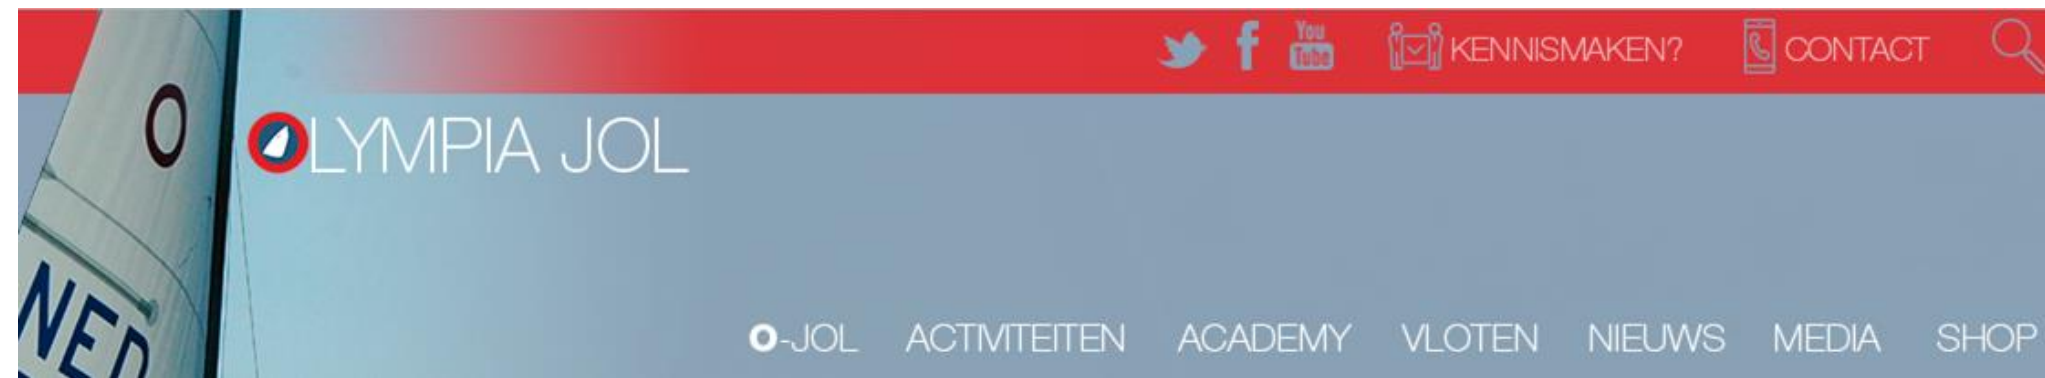 You Tube KENNISMAKEN? CONTACT
O
OLYMPIA JOL
NED
O-JOL ACTIVITEITEN ACADEMY VLOTEN NIEUWS MEDIA SHOP